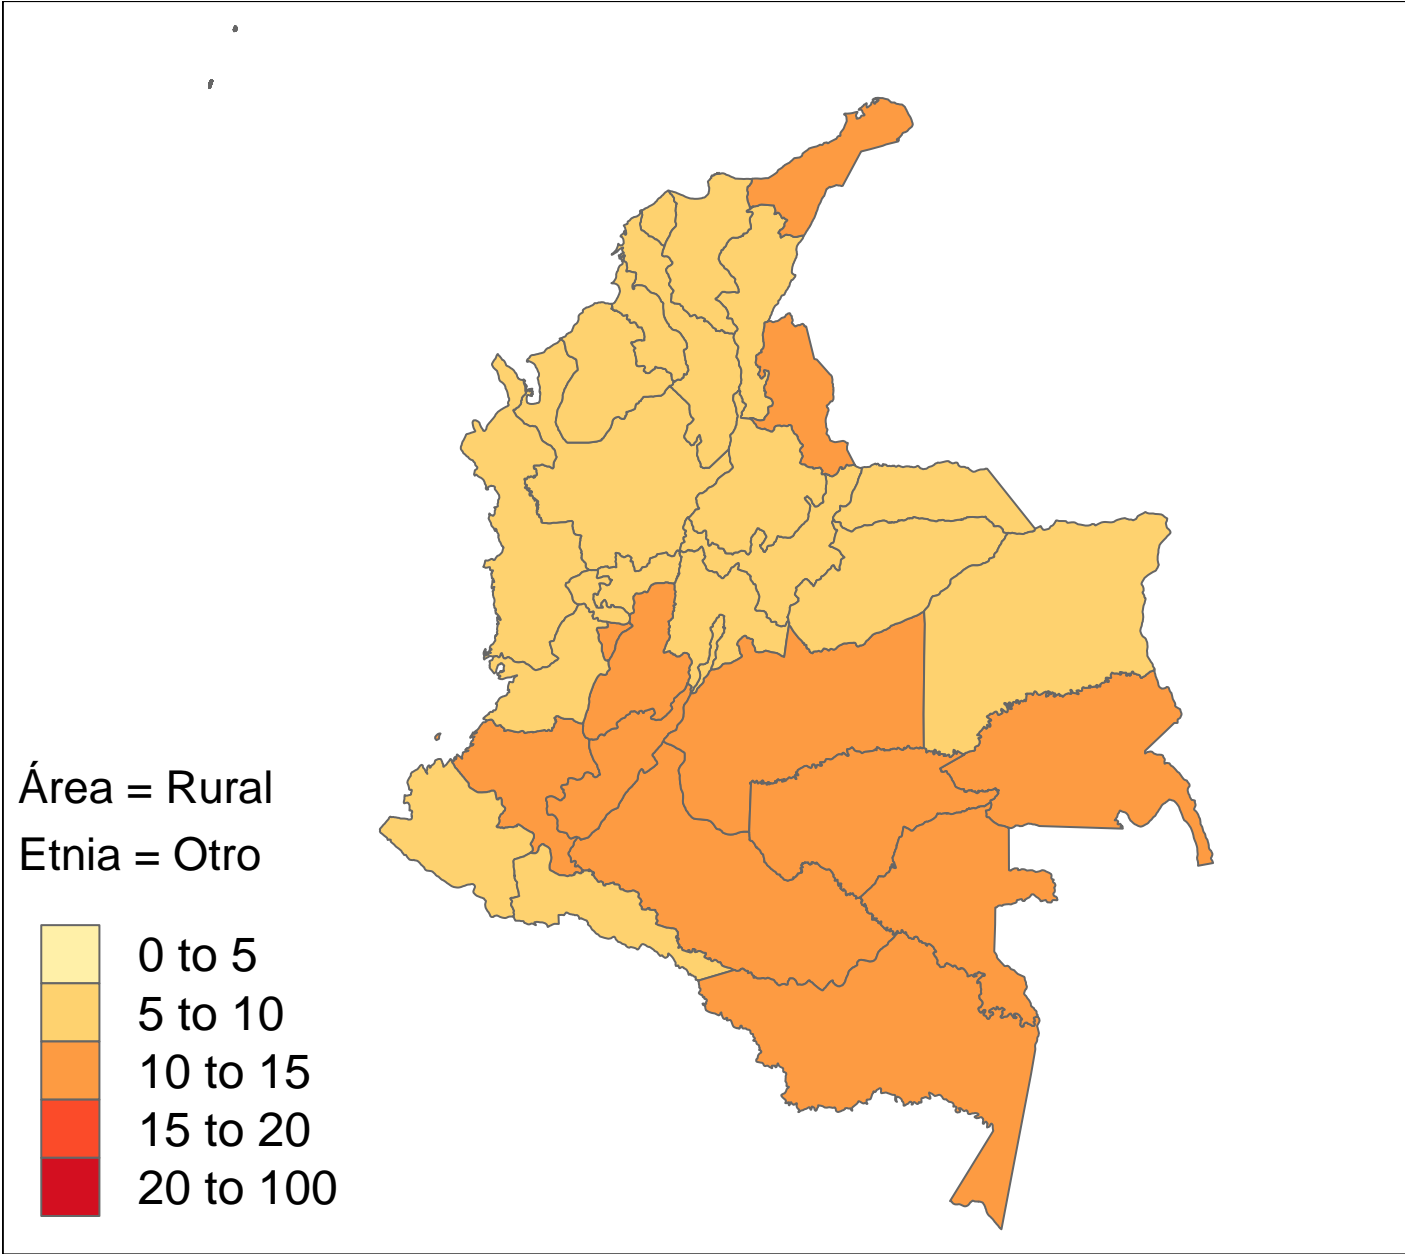 Área = Rural
Etnia = Otro
0 to 5
5 to 10
10 to 15
15 to 20
20 to 100